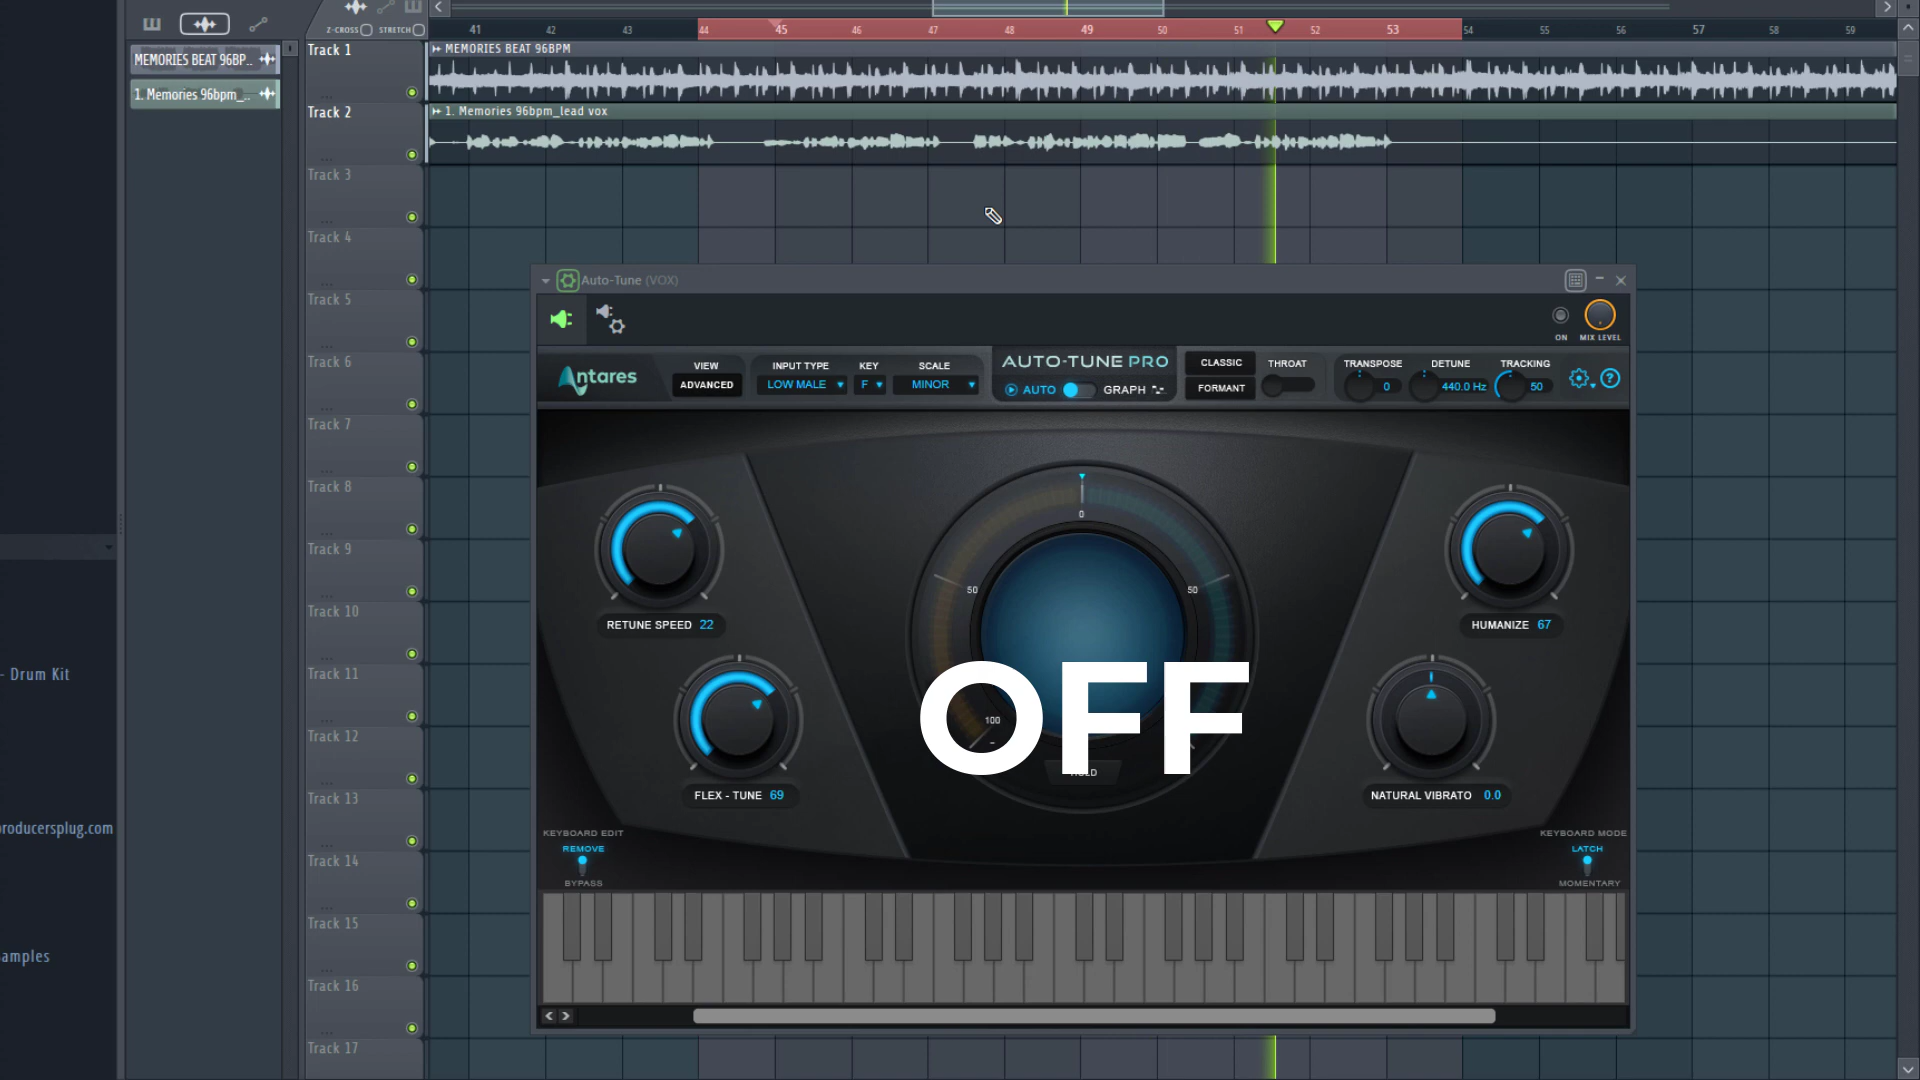 Z-CROSS STRETCH
41 42 43 44 45 46 47 48 49 50 51 52 53 54 55 56 57 58 59
MEMORIES BEAT 96BP..
1. Memories 96bpm_..
Track 1
MEMORIES BEAT 96BPM
Track 2
1. Memories 96bpm_lead vox
Track 3
Track 4
Track 5
Track 6
Track 7
Track 8
Track 9
Track 10
Track 11
Track 12
Track 13
Track 14
Track 15
Track 16
Track 17
- Drum Kit
producersplug.com
Samples
Auto-Tune (VOX)
ON MIX LEVEL
Antares
VIEW
ADVANCED
INPUT TYPE KEY SCALE
LOW MALE F MINOR
AUTO-TUNE PRO
AUTO GRAPH
CLASSIC
FORMANT
THROAT
TRANSPOSE DETUNE TRACKING
0 440.0 Hz 50
?
0
50 50
100
-
HOLD
RETUNE SPEED 22
FLEX - TUNE 69
HUMANIZE 67
NATURAL VIBRATO 0.0
OFF
KEYBOARD EDIT
REMOVE
BYPASS
KEYBOARD MODE
LATCH
MOMENTARY